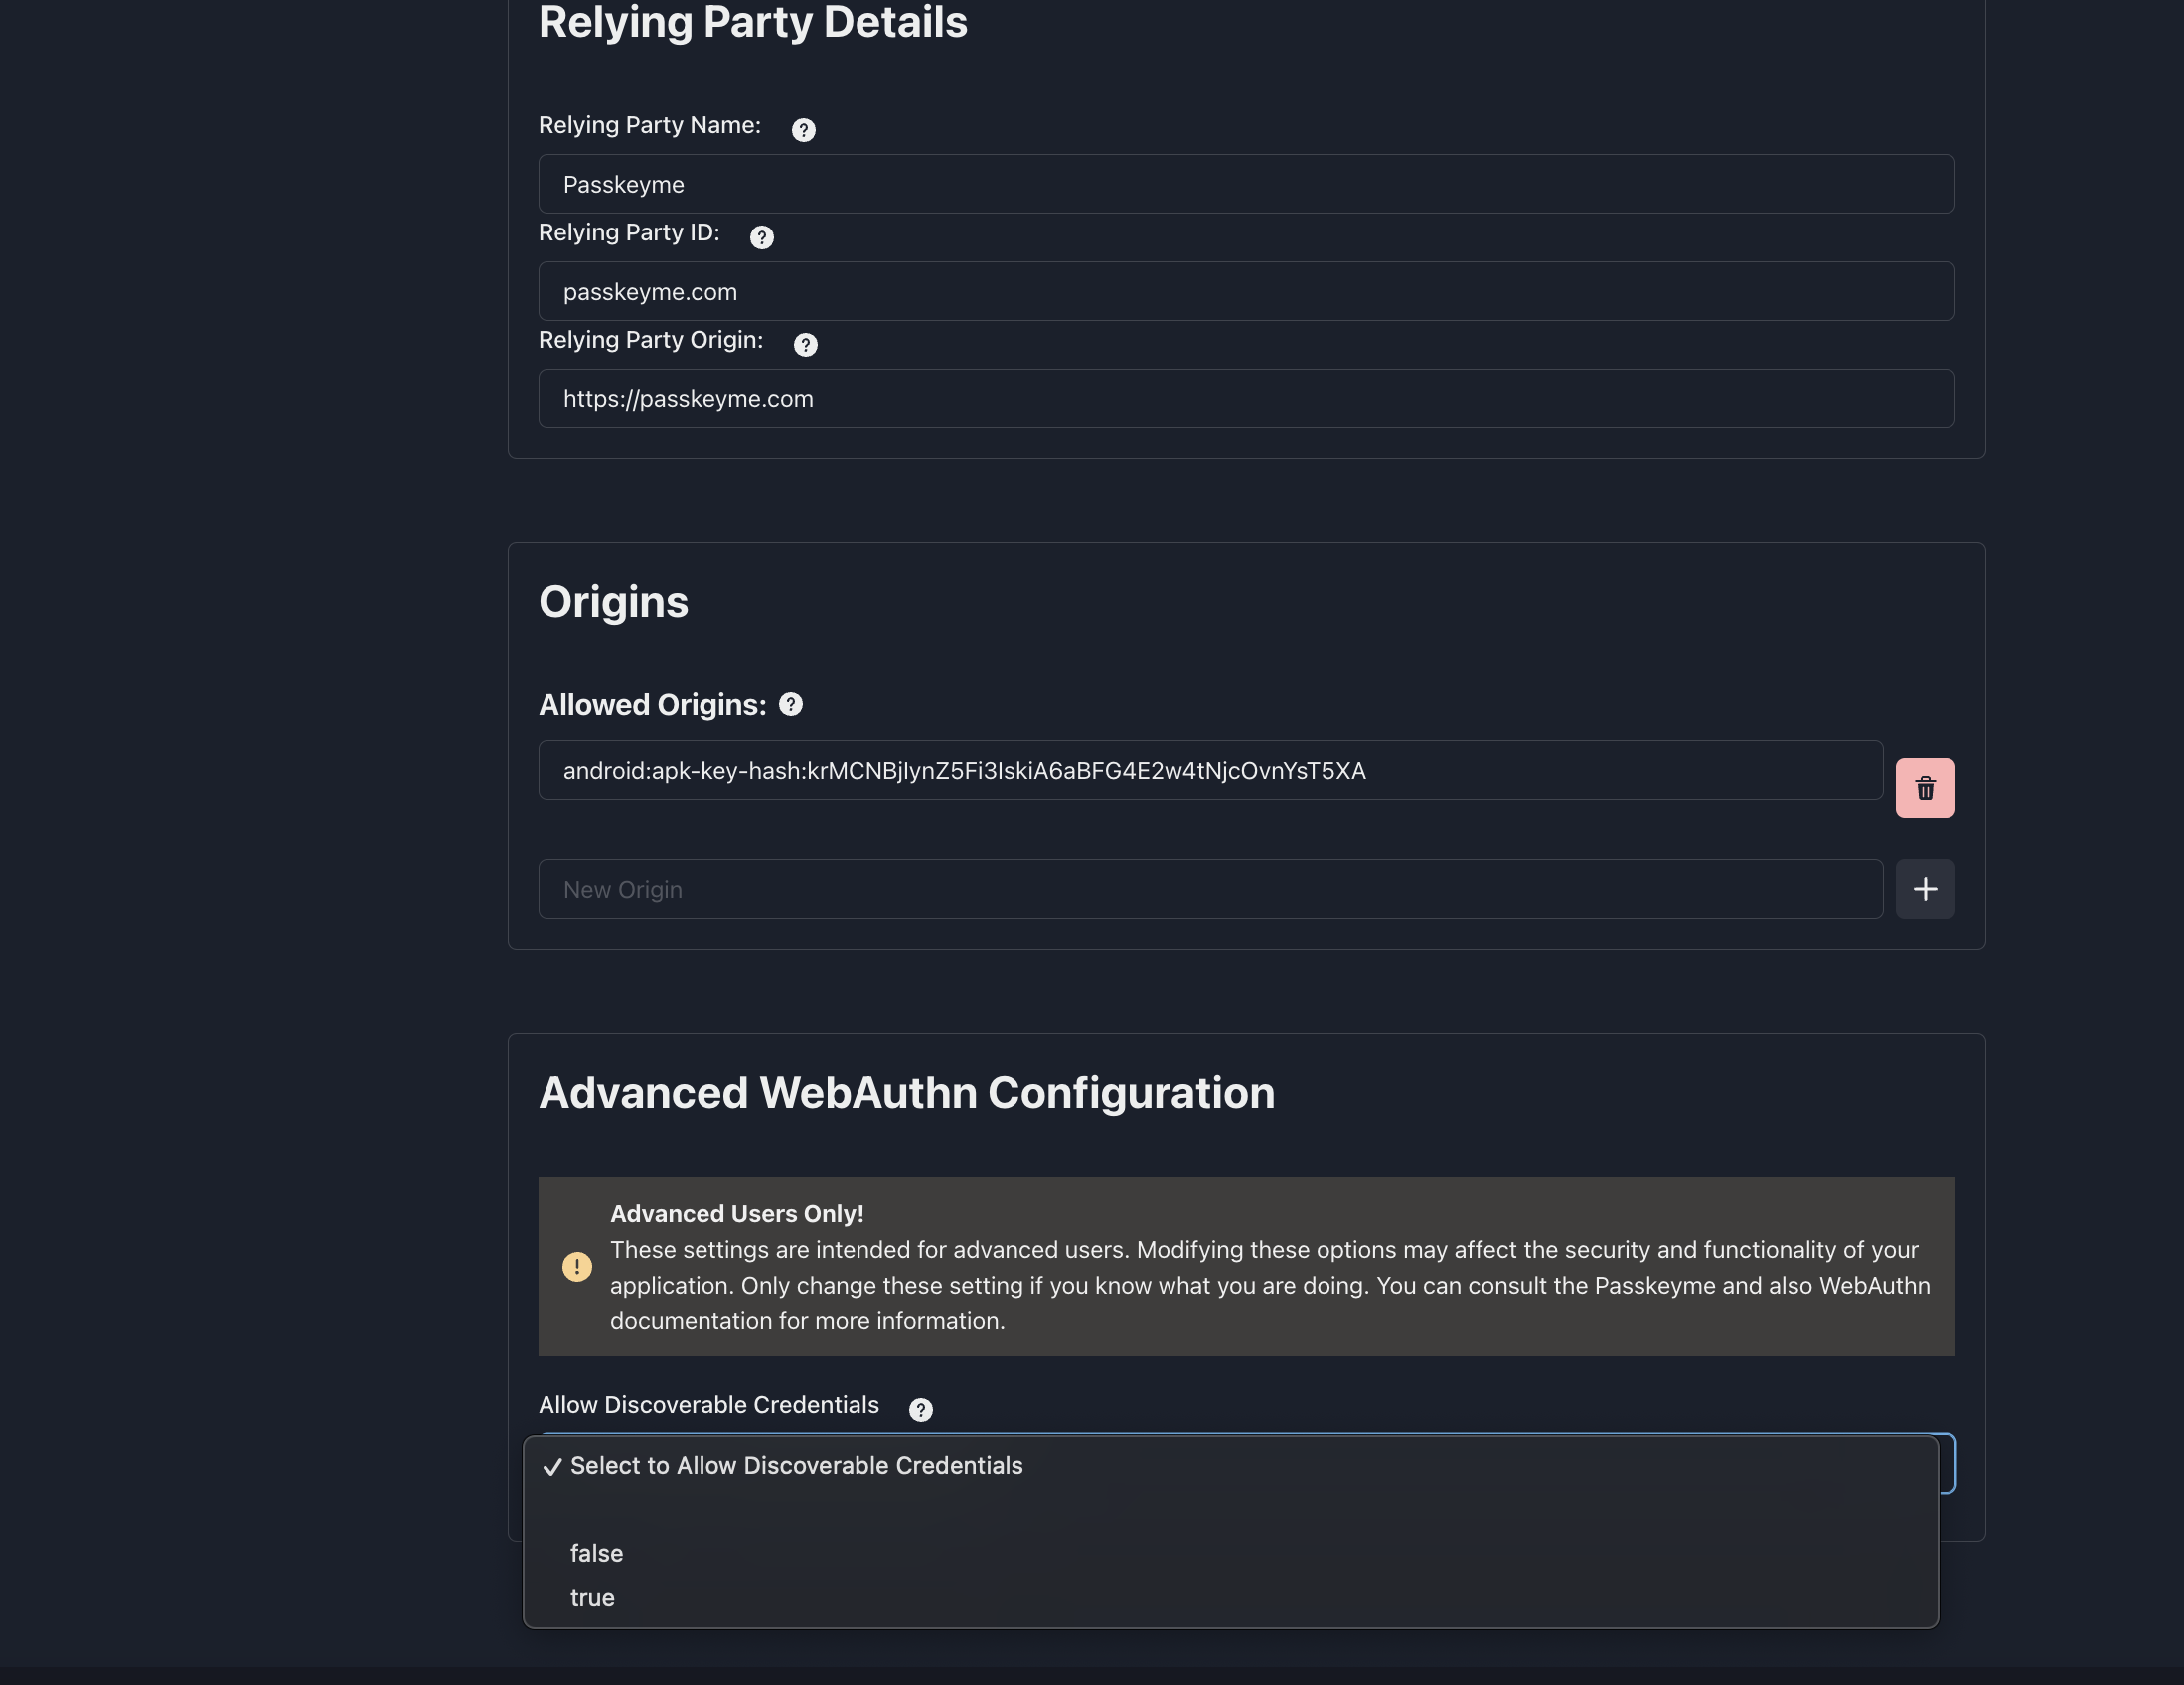 Relying Party Details
Relying Party Name:
Passkeyme
Relying Party ID:
passkeyme.com
Relying Party Origin:
https://passkeyme.com
Origins
Allowed Origins:
android:apk-key-hash:krMCNBjIynZ5Fi3IskiA6aBFG4E2w4tNjcOvnYsT5XA
New Origin
Advanced WebAuthn Configuration
Advanced Users Only!
These settings are intended for advanced users. Modifying these options may affect the security and functionality of your
application. Only change these setting if you know what you are doing. You can consult the Passkeyme and also WebAuthn
documentation for more information.
Allow Discoverable Credentials
Select to Allow Discoverable Credentials
false
true